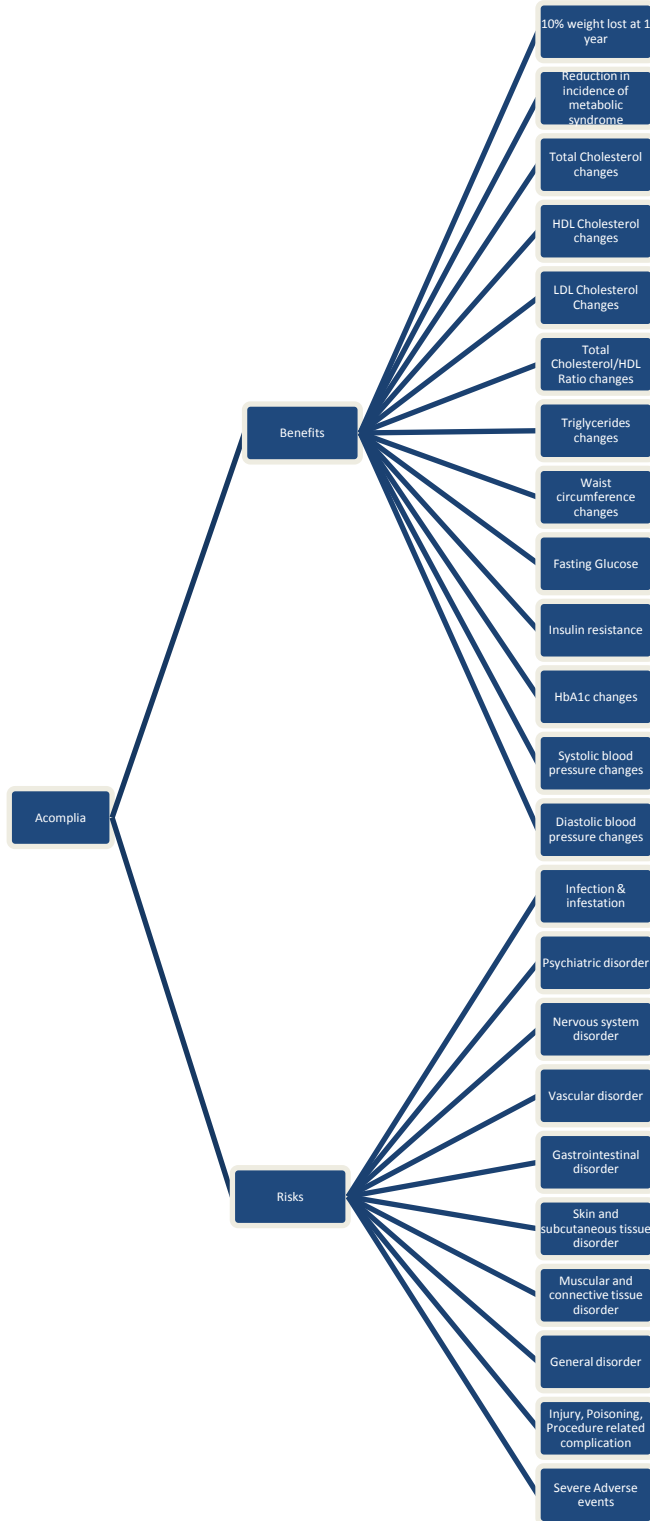 10% weight lost at 1
year
Reduction in
incidence of
metabolic
syndrome
Total Cholesterol
changes
HDL Cholesterol
changes
LDL Cholesterol
Changes
Total
Cholesterol/HDL
Ratio changes
Benefits
Triglycerides
changes
Waist
circumference
changes
Fasting Glucose
Insulin resistance
HbA1c changes
Systolic blood
pressure changes
Acomplia
Diastolic blood
pressure changes
Infection &
infestation
Psychiatric disorder
Nervous system
disorder
Vascular disorder
Gastrointestinal
disorder
Risks
Skin and
subcutaneous tissue
disorder
Muscular and
connective tissue
disorder
General disorder
Injury, Poisoning,
Procedure related
complication
Severe Adverse
events